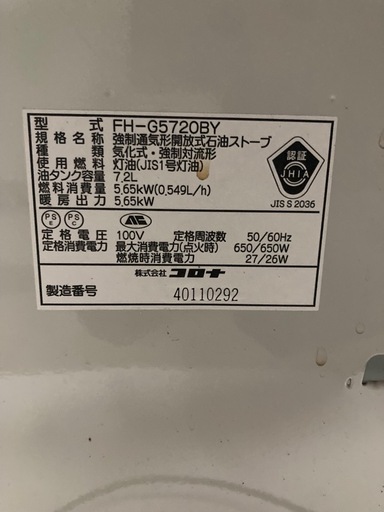 型 式 FH-G5720BY
規格名称 強制通気形開放式石油ストーブ
種 類 気化式・強制対流形
使用燃料 灯油(JIS1号灯油)
油タンク容量 7.2L
燃料消費量 5.65kW(0.549L/h)
暖房出力 5.65kW
認証
JHIA
JIS S 2036
PS E PS C
定格電圧 100V 定格周波数 50/60Hz
定格消費電力 最大消費電力(点火時) 650/650W
燃焼時消費電力 27/26W
株式会社 コロナ
製造番号 40110292